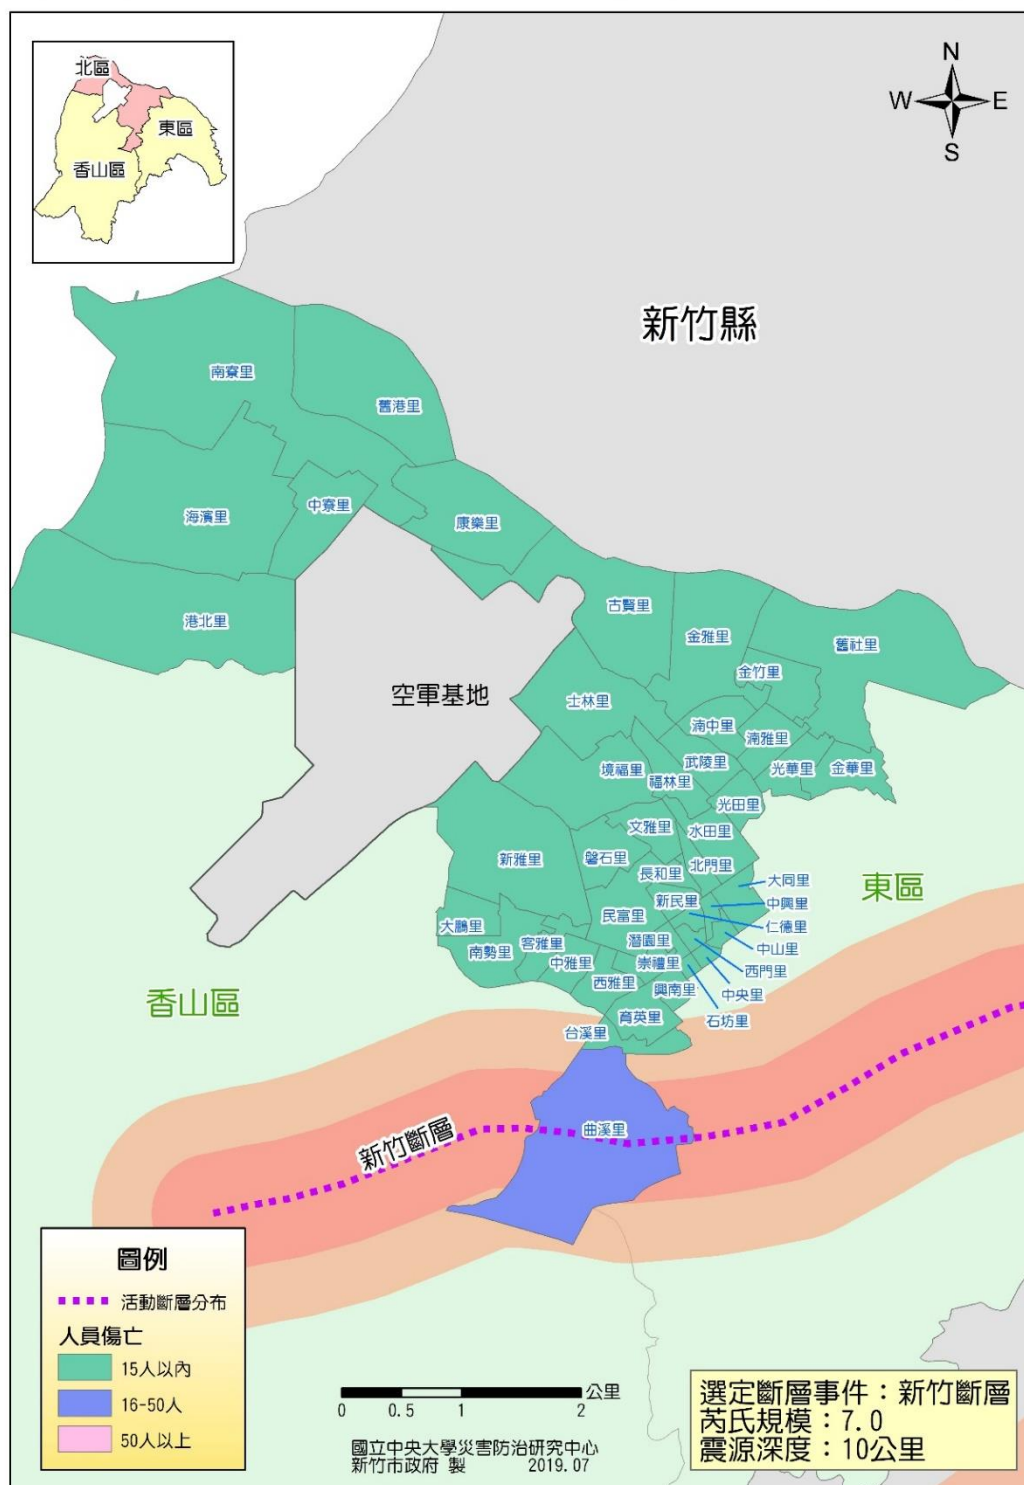 北區
東區
香山區
N
W
E
S
新竹縣
南寮里
舊港里
海濱里
中寮里
康樂里
港北里
古賢里
金雅里
舊社里
金竹里
空軍基地
士林里
湳中里
湳雅里
境福里
武陵里
福林里
光華里
金華里
光田里
文雅里
水田里
新雅里
磐石里
長和里
北門里
大同里
東區
新民里
中興里
大鵬里
民富里
仁德里
南勢里
客雅里
潛園里
中山里
中雅里
崇禮里
西門里
西雅里
興南里
中央里
香山區
育英里
石坊里
台溪里
曲溪里
新竹斷層
圖例
活動斷層分布
人員傷亡
15人以內
16-50人
50人以上
0 0.5 1 2 公里
國立中央大學災害防治研究中心
新竹市政府 製 2019.07
選定斷層事件：新竹斷層
芮氏規模：7.0
震源深度：10公里